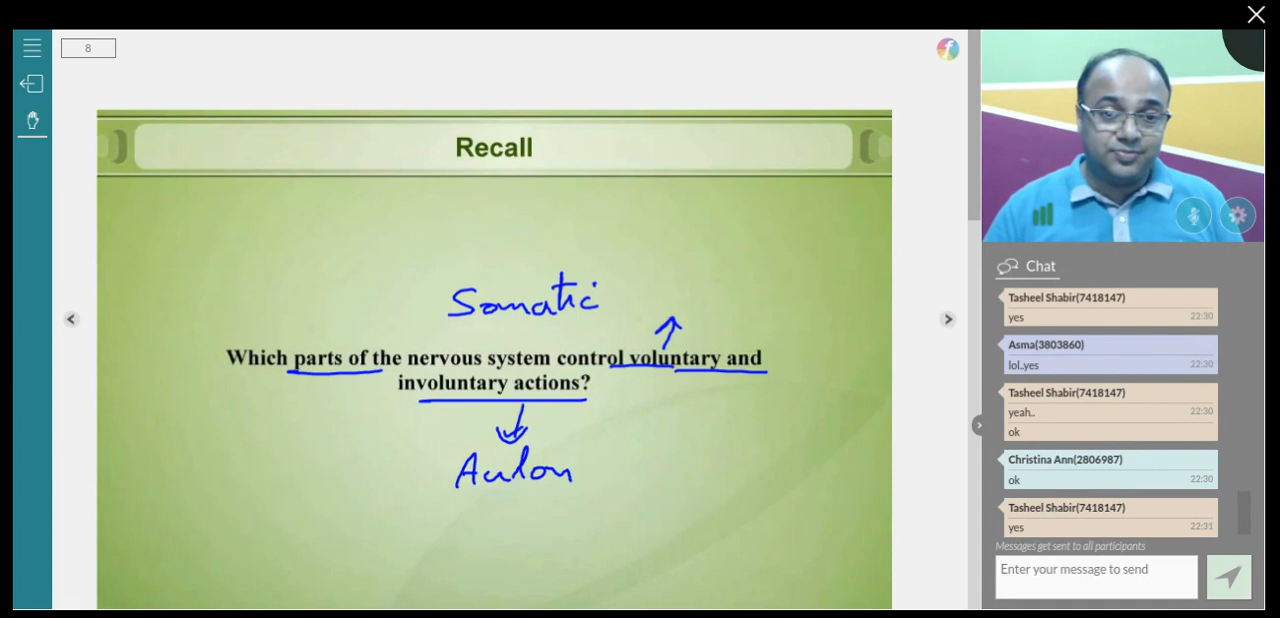 8
Recall
Somatic
Which parts of the nervous system control voluntary and
involuntary actions?
Auton
Chat
Tasheel Shabir(7418147)
yes 22:30
Asma(3803860)
lol..yes 22:30
Tasheel Shabir(7418147)
yeah.. 22:30
ok
Christina Ann(2806987)
ok 22:30
Tasheel Shabir(7418147)
yes 22:31
Messages get sent to all participants
Enter your message to send